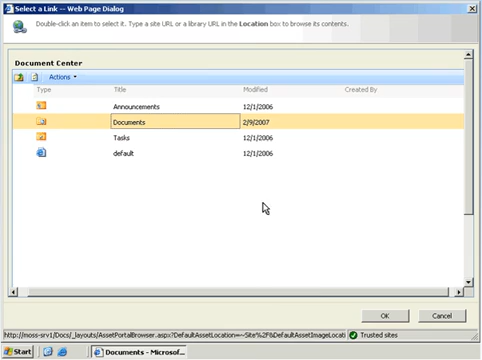 Select a Link -- Web Page Dialog
Double-click an item to select it. Type a site URL or a library URL in the Location box to browse its contents.
Document Center
Actions
Type Title Modified Created By
Announcements 12/1/2006
Documents 2/9/2007
Tasks 12/1/2006
default 12/1/2006
OK Cancel
http://moss-srv1/Docs/_layouts/AssetPortalBrowser.aspx?DefaultAssetLocation=~Site%2F&DefaultAssetImageLocati Trusted sites
Start Documents - Microsof...